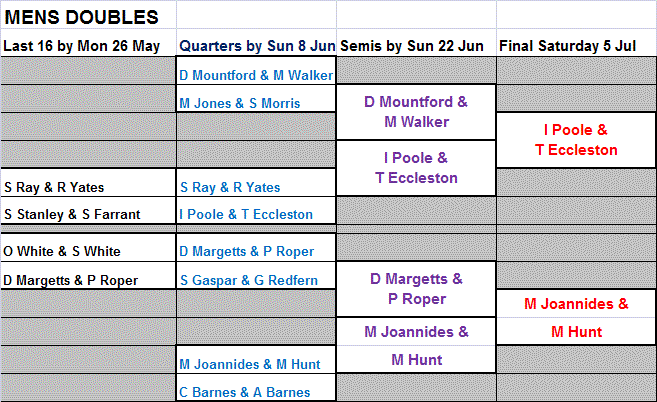 MENS DOUBLES
Last 16 by Mon 26 May
Quarters by Sun 8 Jun
Semis by Sun 22 Jun
Final Saturday 5 Jul
D Mountford & M Walker
M Jones & S Morris
D Mountford &
M Walker
I Poole &
T Eccleston
I Poole &
T Eccleston
S Ray & R Yates
S Ray & R Yates
S Stanley & S Farrant
I Poole & T Eccleston
O White & S White
D Margetts & P Roper
D Margetts & P Roper
S Gaspar & G Redfern
D Margetts &
P Roper
M Joannides &
M Hunt
M Joannides &
M Hunt
M Joannides & M Hunt
C Barnes & A Barnes